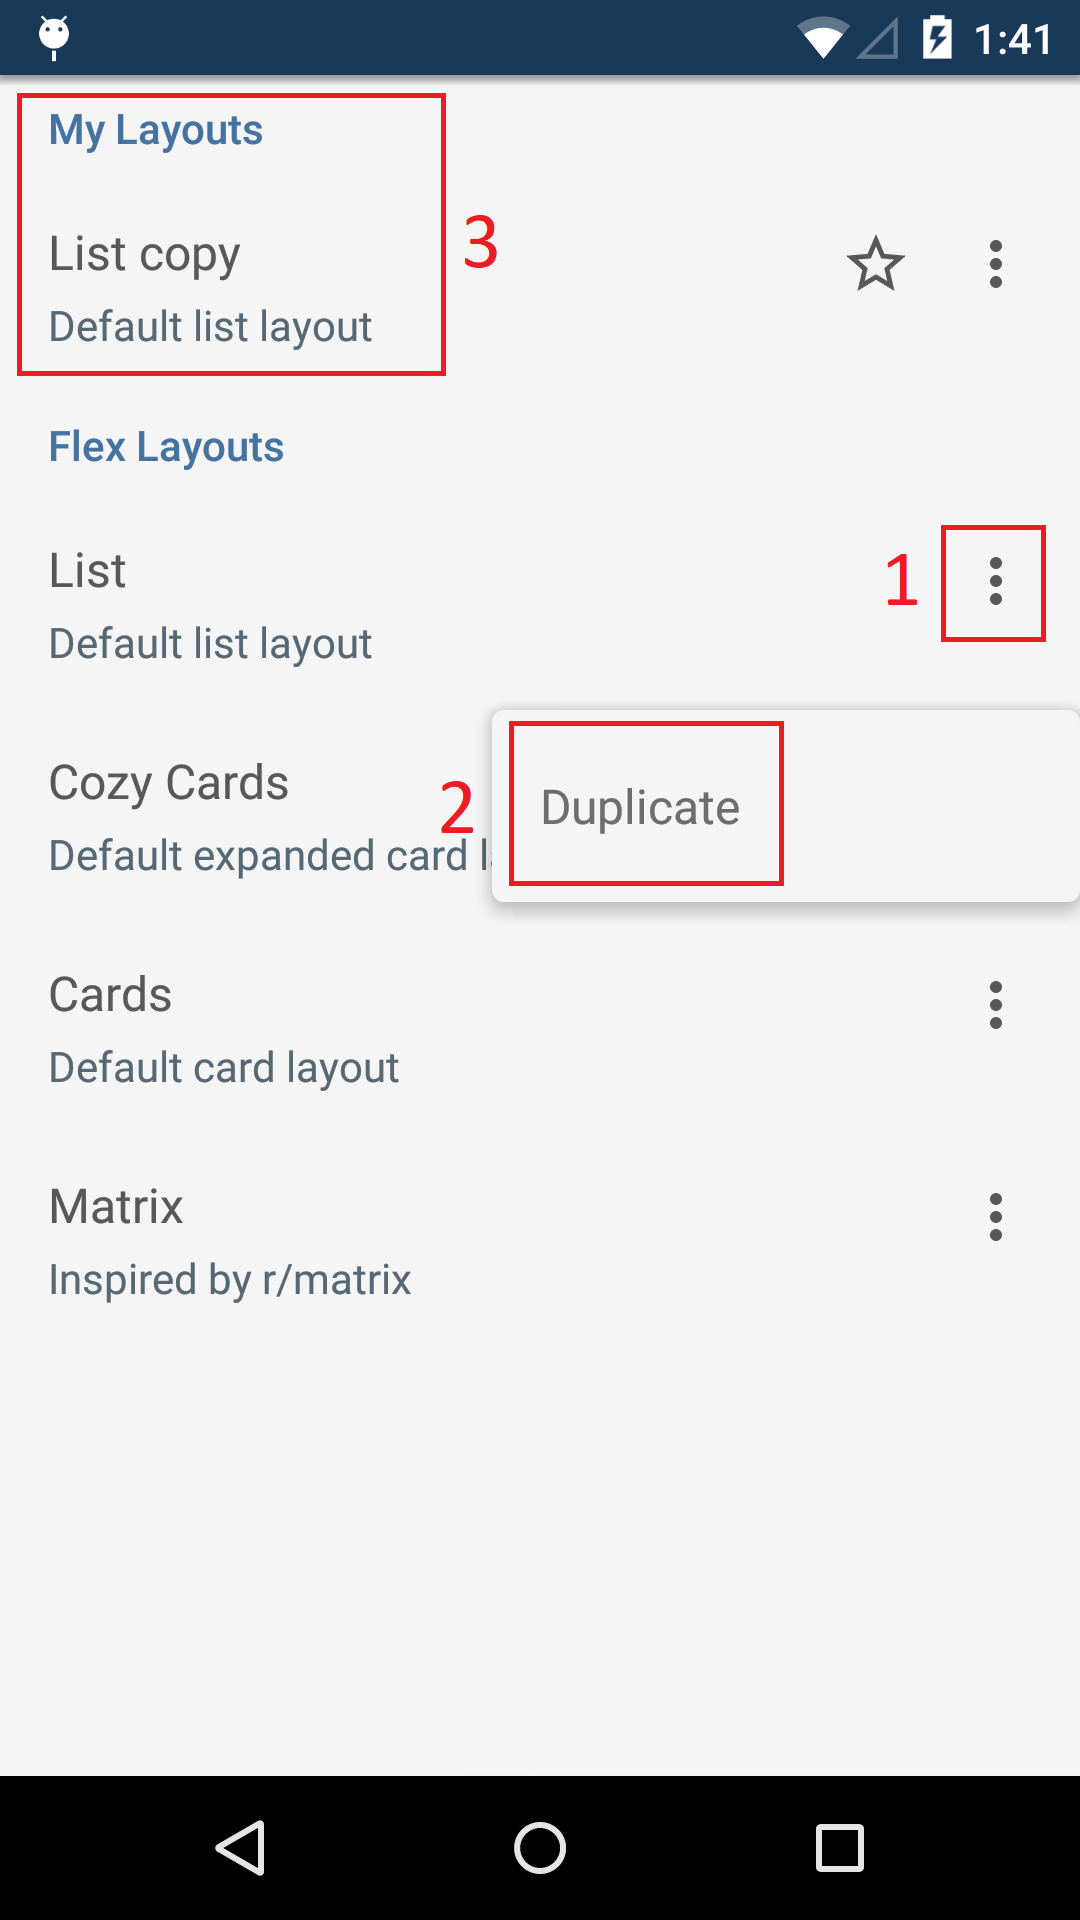 1:41
My Layouts
List copy
3
Default list layout
Flex Layouts
List
1
Default list layout
Cozy Cards
2
Duplicate
Default expanded card
Cards
Default card layout
Matrix
Inspired by r/matrix